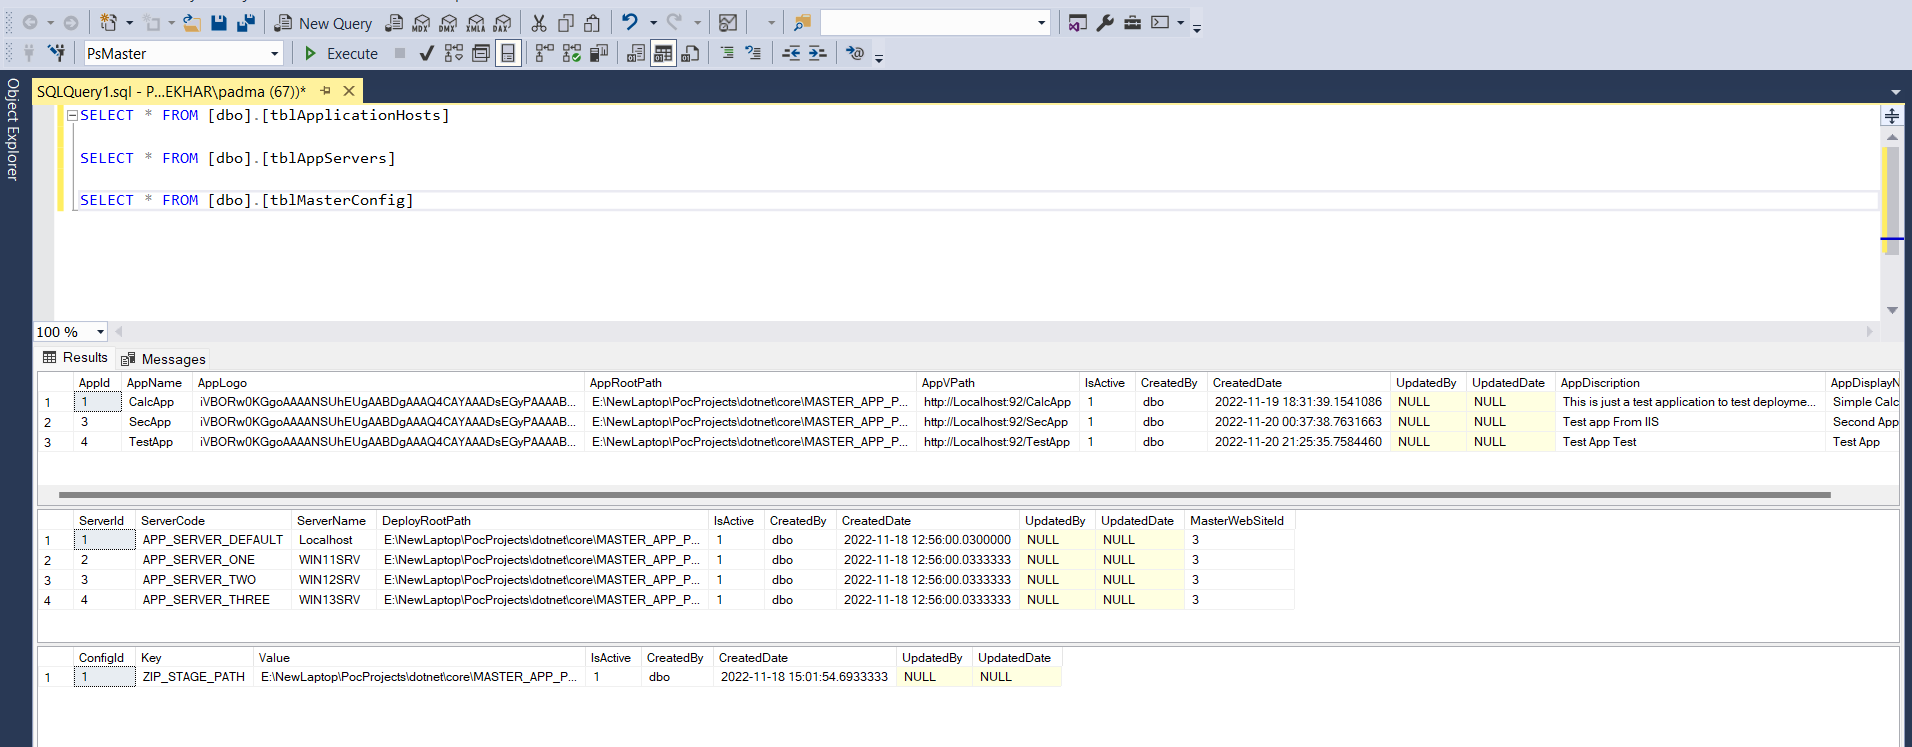 New Query
MDX DMX XMLA DAX
PsMaster
Execute
Object Explorer
SQLQuery1.sql - P...EKHAR\padma (67))*
SELECT * FROM [dbo].[tblApplicationHosts]
SELECT * FROM [dbo].[tblAppServers]
SELECT * FROM [dbo].[tblMasterConfig]
100 %
Results Messages
AppId AppName AppLogo AppRootPath AppVPath IsActive CreatedBy CreatedDate UpdatedBy UpdatedDate AppDiscription AppDisplayN
1 1 CalcApp iVBORw0KGgoAAAANSUhEUgAABDgAAAQ4CAYAAADsEGyPAAAAB... E:\NewLaptop\PocProjects\dotnet\core\MASTER_APP_P... http://Localhost:92/CalcApp 1 dbo 2022-11-19 18:31:39.1541086 NULL NULL This is just a test application to test deployme... Simple Calc
2 3 SecApp iVBORw0KGgoAAAANSUhEUgAABDgAAAQ4CAYAAADsEGyPAAAAB... E:\NewLaptop\PocProjects\dotnet\core\MASTER_APP_P... http://Localhost:92/SecApp 1 dbo 2022-11-20 00:37:38.7631663 NULL NULL Test app From IIS Second App
3 4 TestApp iVBORw0KGgoAAAANSUhEUgAABDgAAAQ4CAYAAADsEGyPAAAAB... E:\NewLaptop\PocProjects\dotnet\core\MASTER_APP_P... http://Localhost:92/TestApp 1 dbo 2022-11-20 21:25:35.7584460 NULL NULL Test App Test Test App
ServerId ServerCode ServerName DeployRootPath IsActive CreatedBy CreatedDate UpdatedBy UpdatedDate MasterWebSiteId
1 1 APP_SERVER_DEFAULT Localhost E:\NewLaptop\PocProjects\dotnet\core\MASTER_APP_P... 1 dbo 2022-11-18 12:56:00.0300000 NULL NULL 3
2 2 APP_SERVER_ONE WIN11SRV E:\NewLaptop\PocProjects\dotnet\core\MASTER_APP_P... 1 dbo 2022-11-18 12:56:00.0333333 NULL NULL 3
3 3 APP_SERVER_TWO WIN12SRV E:\NewLaptop\PocProjects\dotnet\core\MASTER_APP_P... 1 dbo 2022-11-18 12:56:00.0333333 NULL NULL 3
4 4 APP_SERVER_THREE WIN13SRV E:\NewLaptop\PocProjects\dotnet\core\MASTER_APP_P... 1 dbo 2022-11-18 12:56:00.0333333 NULL NULL 3
ConfigId Key Value IsActive CreatedBy CreatedDate UpdatedBy UpdatedDate
1 1 ZIP_STAGE_PATH E:\NewLaptop\PocProjects\dotnet\core\MASTER_APP_P... 1 dbo 2022-11-18 15:01:54.6933333 NULL NULL